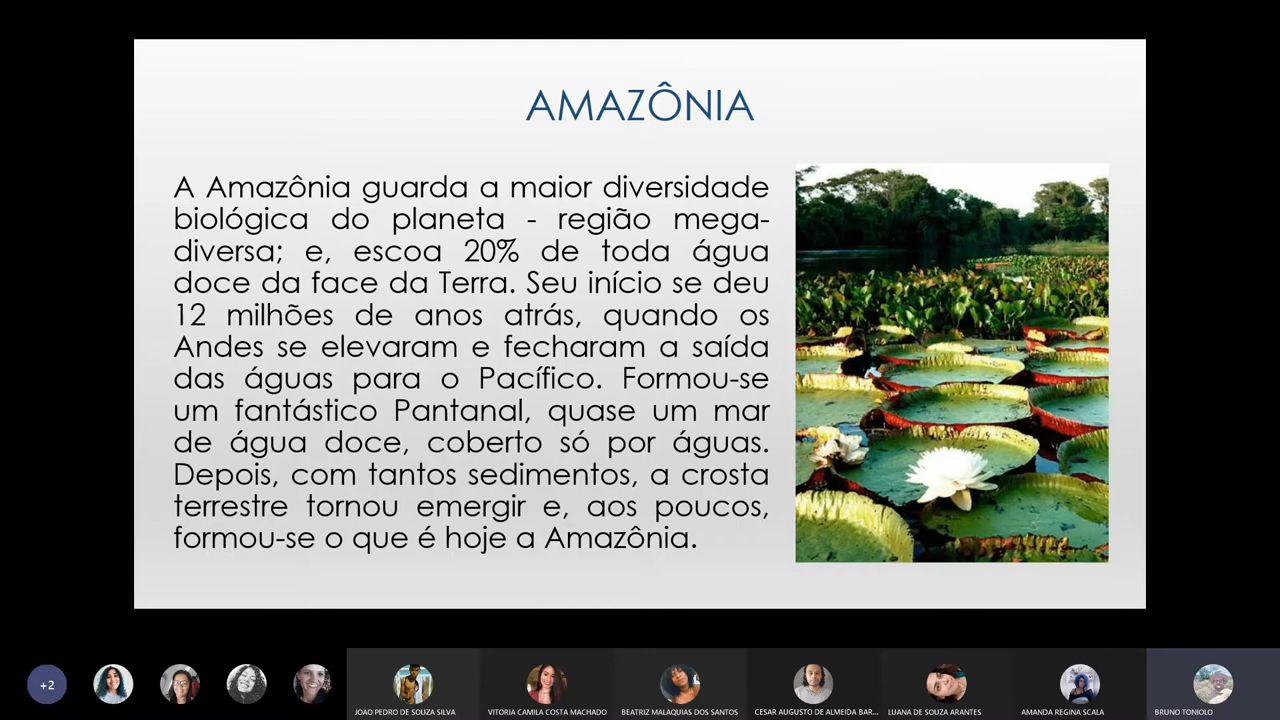 AMAZÔNIA
A Amazônia guarda a maior diversidade
biológica do planeta - região mega-
diversa; e, escoa 20% de toda água
doce da face da Terra. Seu início se deu
12 milhões de anos atrás, quando os
Andes se elevaram e fecharam a saída
das águas para o Pacífico. Formou-se
um fantástico Pantanal, quase um mar
de água doce, coberto só por águas.
Depois, com tantos sedimentos, a crosta
terrestre tornou emergir e, aos poucos,
formou-se o que é hoje a Amazônia.
+2
JOAO PEDRO DE SOUZA SILVA
VITORIA CAMILA COSTA MACHADO
BEATRIZ MALAQUIAS DOS SANTOS
CESAR AUGUSTO DE ALMEIDA BAR...
LUANA DE SOUZA ARANTES
AMANDA REGINA SCALA
BRUNO TONIOLO